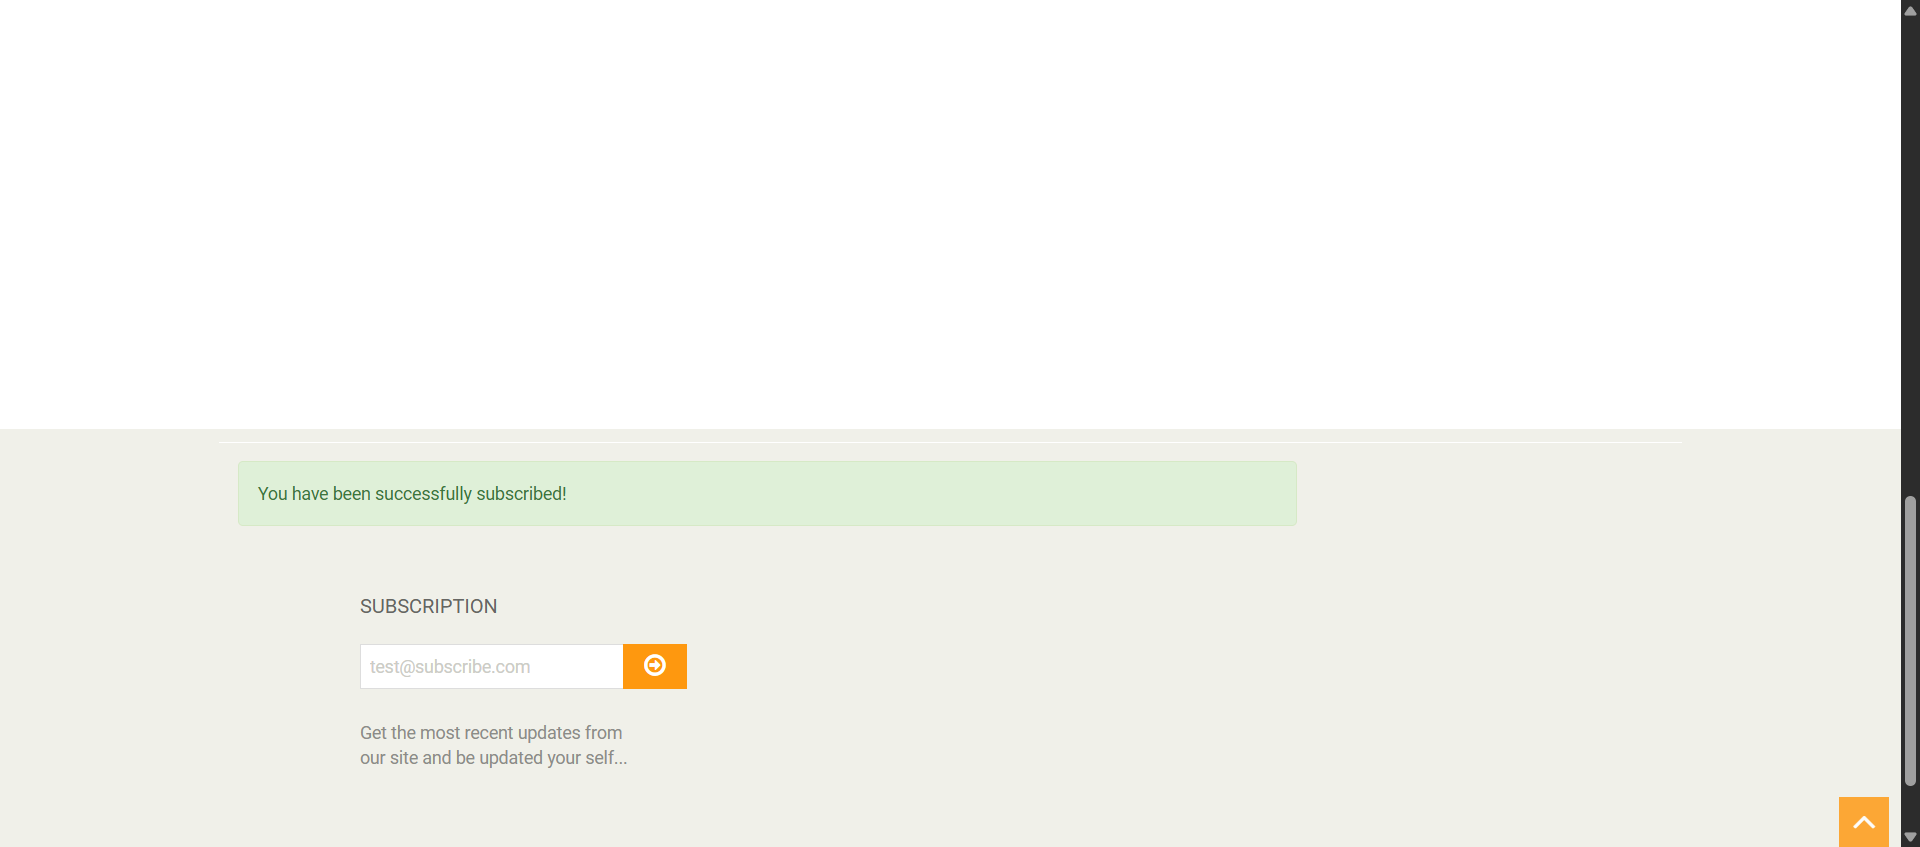 You have been successfully subscribed!
SUBSCRIPTION
test@subscribe.com
Get the most recent updates from
our site and be updated your self...